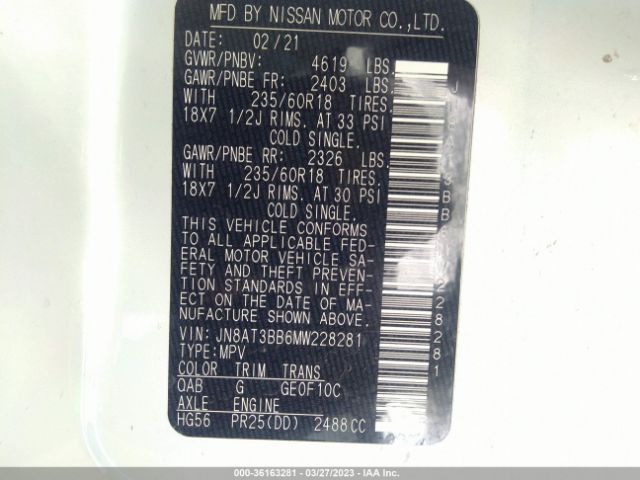 MFD BY NISSAN MOTOR CO.,LTD.
DATE: 02/21
GVWR/PNBV: 4619 LBS.
GAWR/PNBE FR: 2403 LBS.
WITH 235/60R18 TIRES.
18X7 1/2J RIMS. AT 33 PSI
COLD SINGLE.
GAWR/PNBE RR: 2326 LBS.
WITH 235/60R18 TIRES.
18X7 1/2J RIMS. AT 30 PSI
COLD SINGLE.
THIS VEHICLE CONFORMS
TO ALL APPLICABLE FED-
ERAL MOTOR VEHICLE SA-
FETY AND THEFT PREVEN-
TION STANDARDS IN EFF-
ECT ON THE DATE OF MA-
NUFACTURE SHOWN ABOVE.
VIN: JN8AT3BB6MW228281
TYPE:MPV
COLOR TRIM TRANS
QAB G GE0F10C
AXLE ENGINE
HG56 PR25(DD) 2488CC
000-36163281 - 03/27/2023 - IAA Inc.